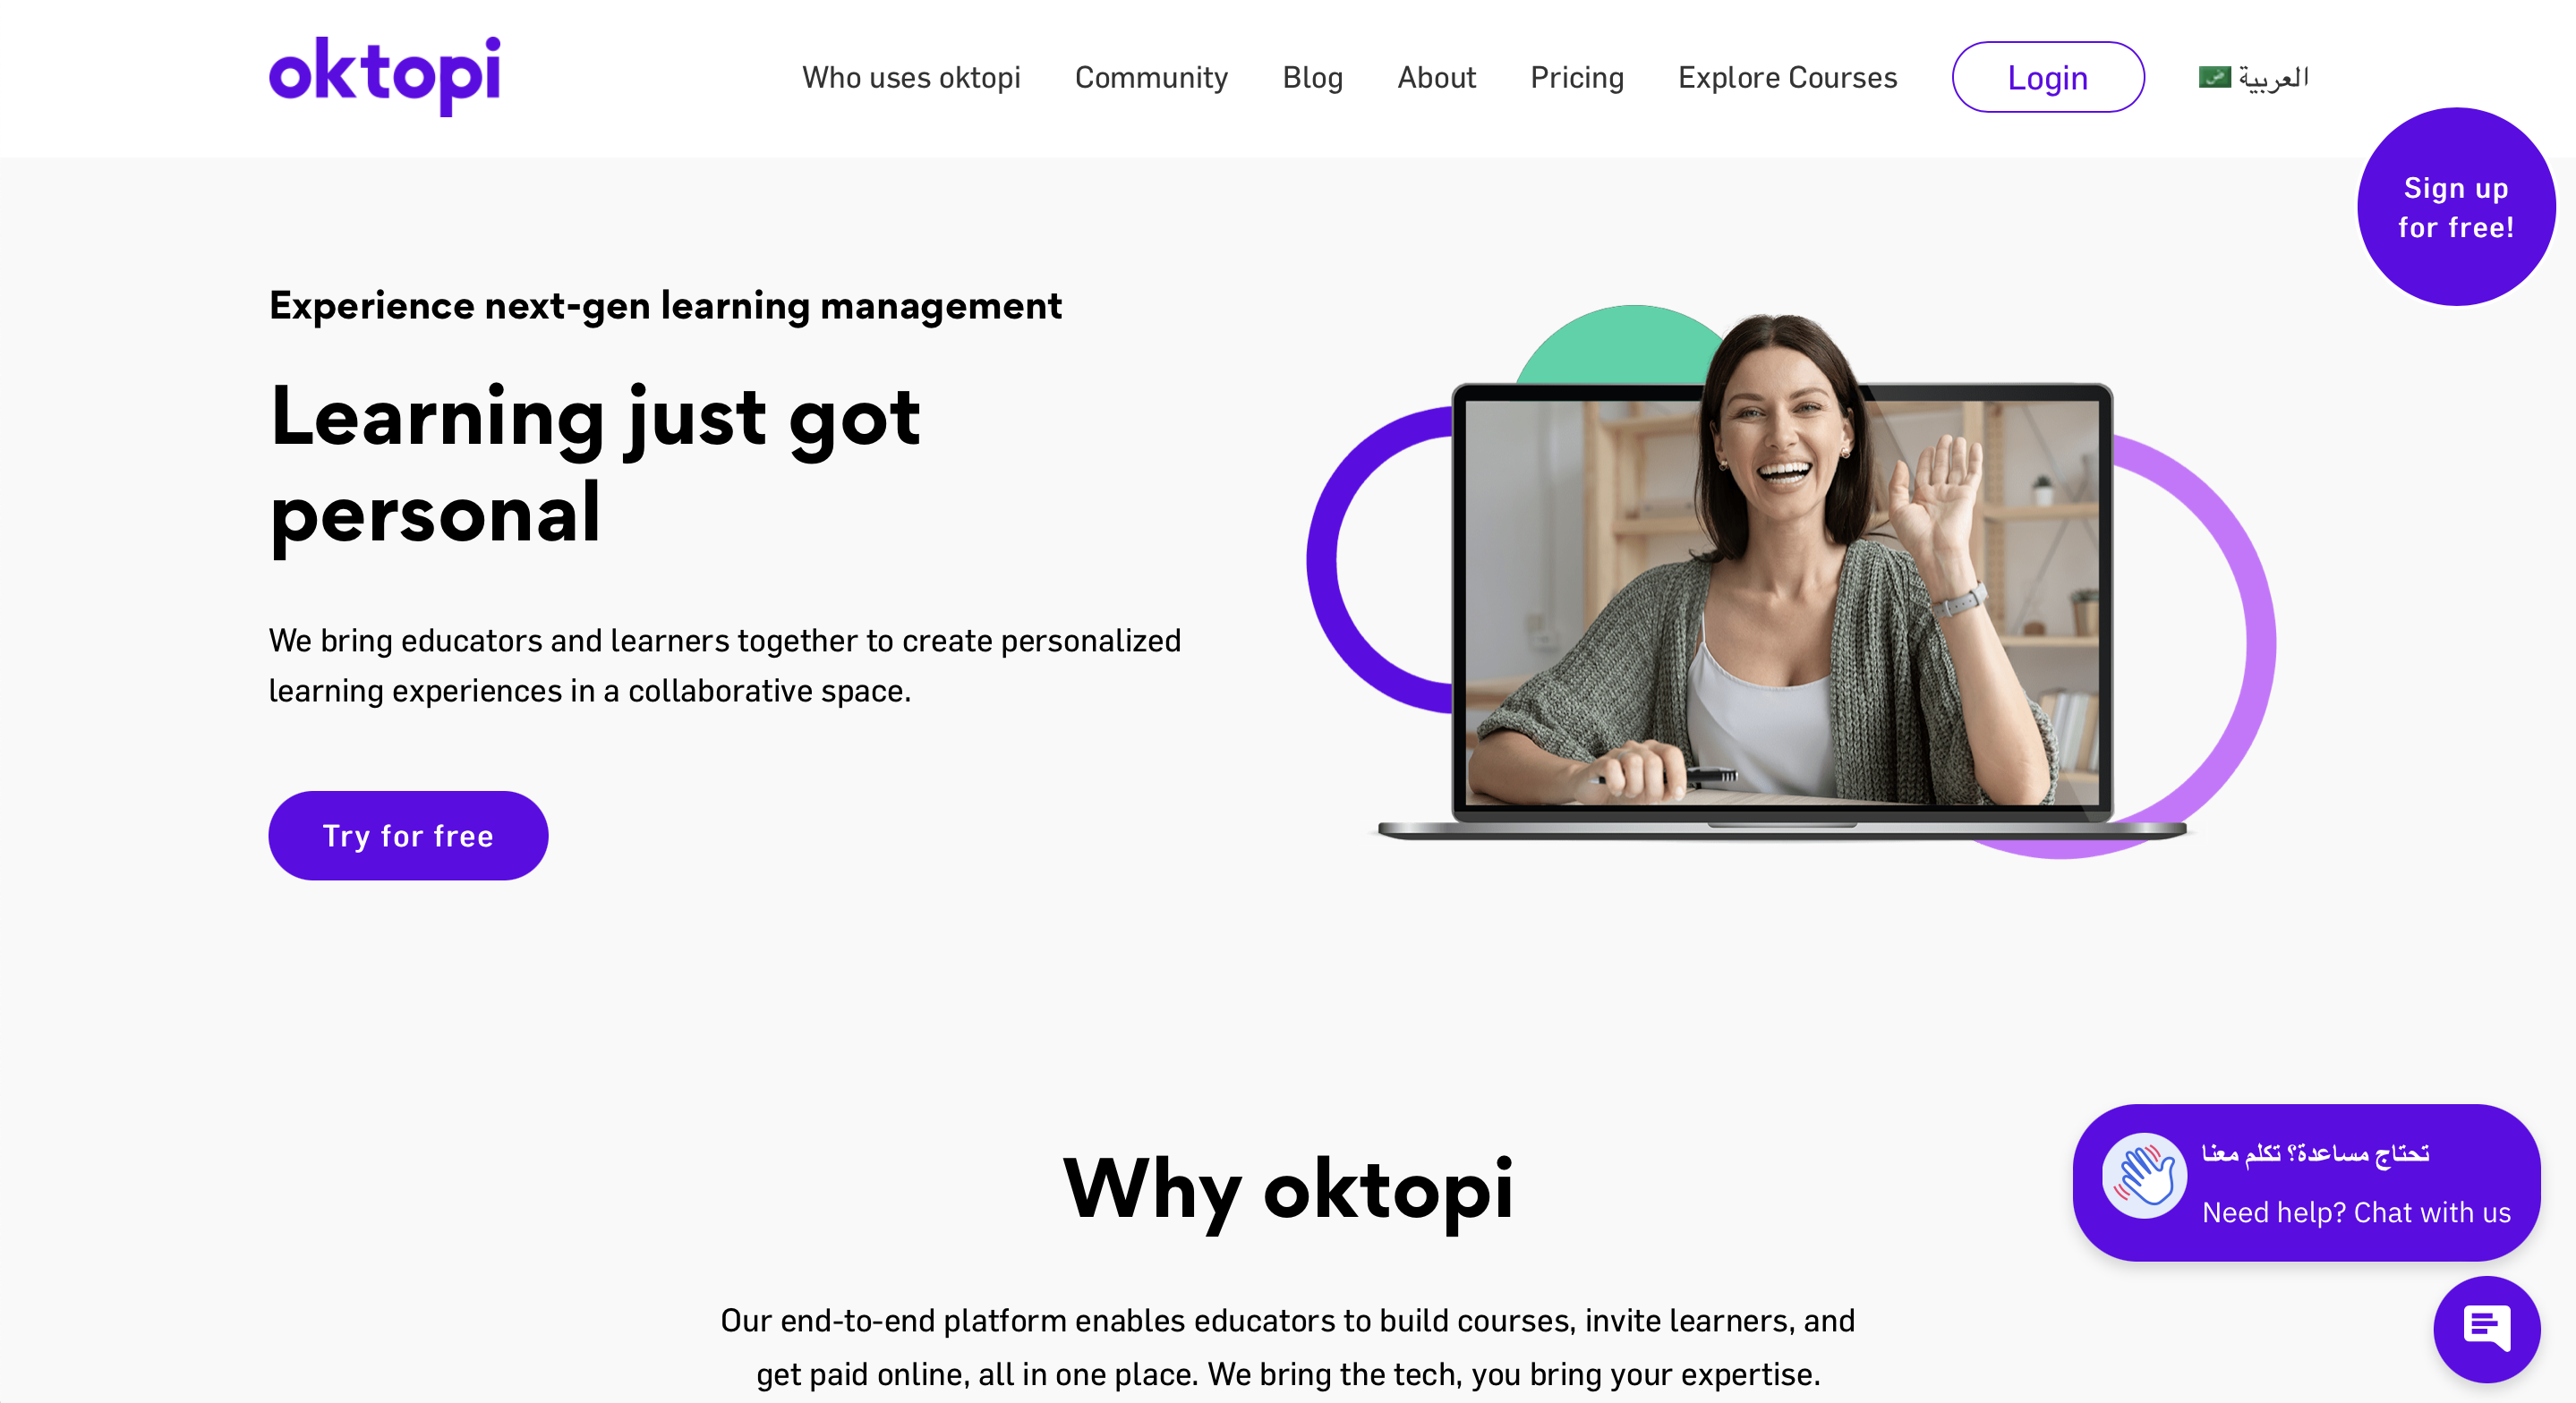 oktopi
Who uses oktopi
Community
Blog
About
Pricing
Explore Courses
Login
العربية
Sign up
for free!
Experience next-gen learning management
Learning just got
personal
We bring educators and learners together to create personalized
learning experiences in a collaborative space.
Try for free
Why oktopi
Our end-to-end platform enables educators to build courses, invite learners, and
get paid online, all in one place. We bring the tech, you bring your expertise.
تحتاج مساعدة؟ تكلم معنا
Need help? Chat with us